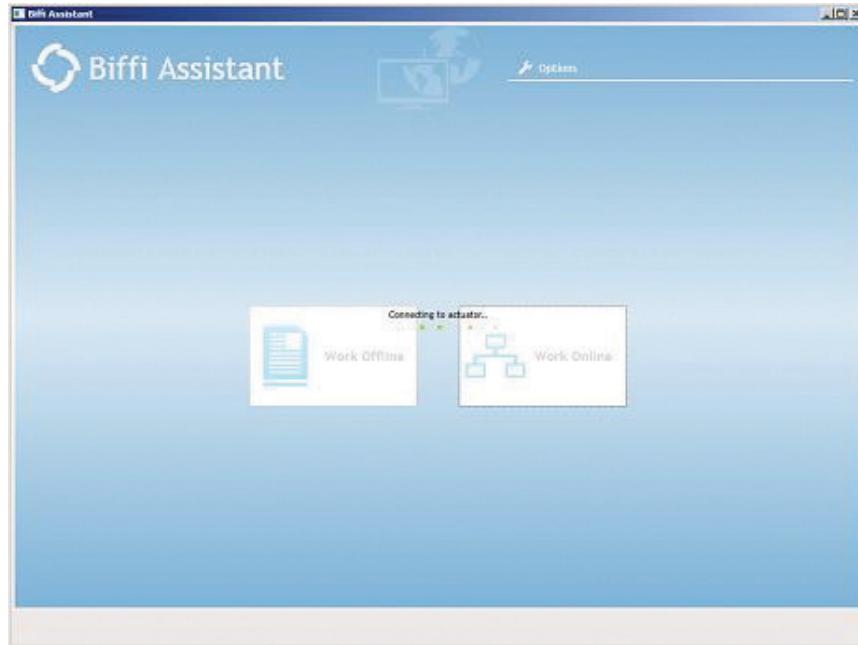 Biffi Assistant
Biffi Assistant
Options
Connecting to actuator..
Work Offline
Work Online